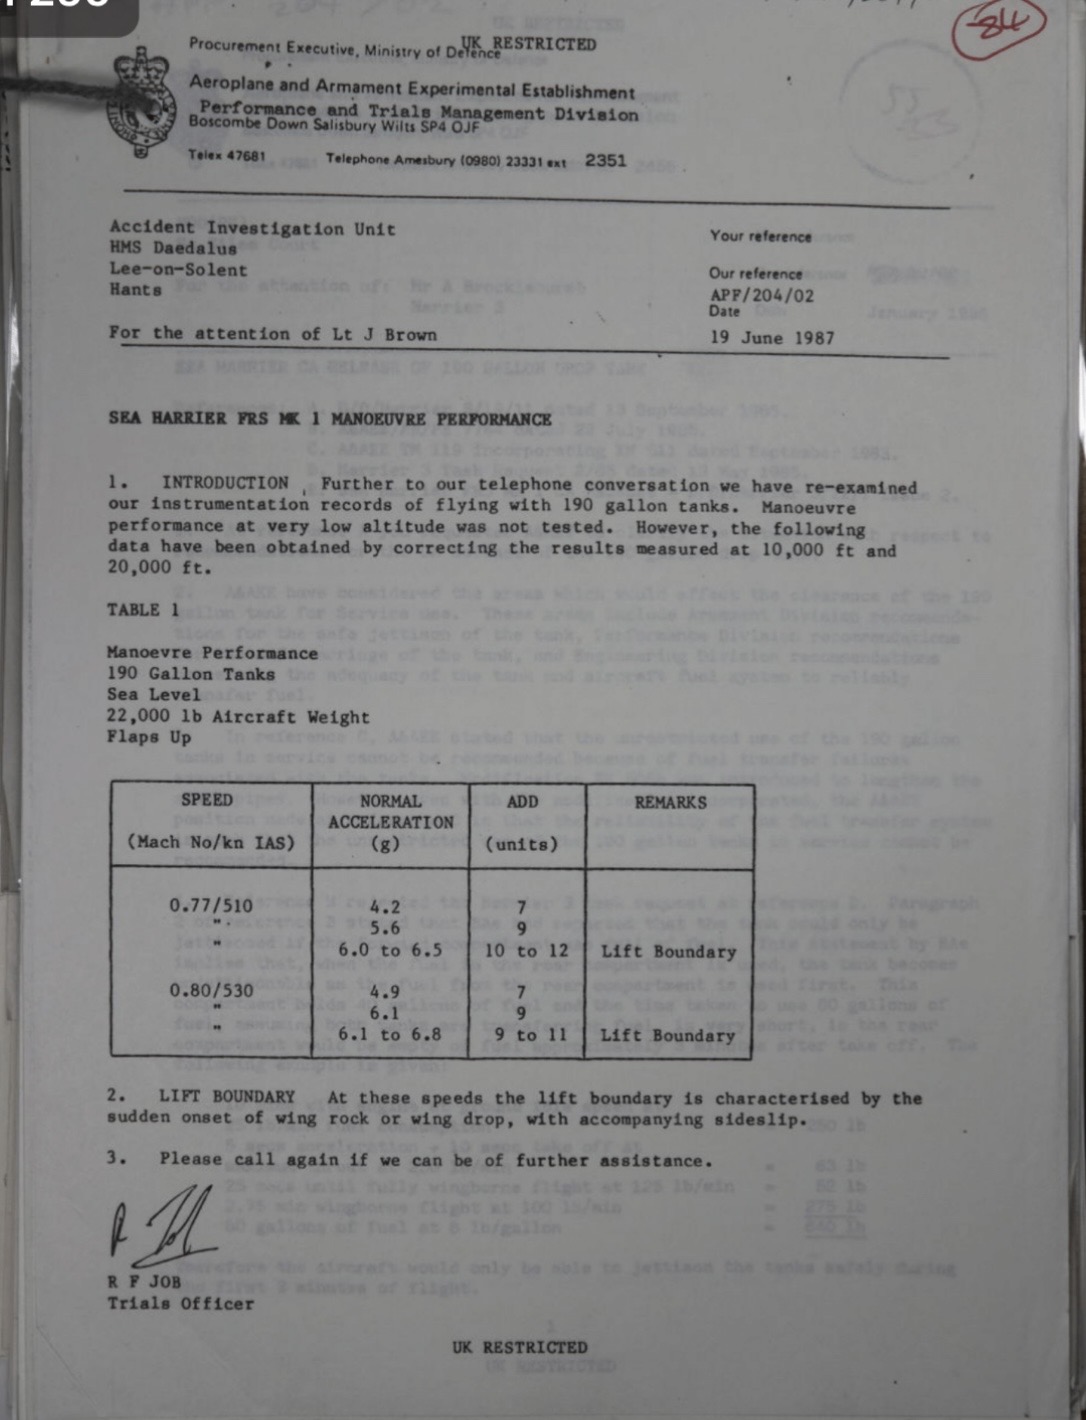 UK RESTRICTED
84
Procurement Executive, Ministry of Defence
Aeroplane and Armament Experimental Establishment
Performance and Trials Management Division
Boscombe Down Salisbury Wilts SP4 OJF
Telex 47681 Telephone Amesbury (0980) 23331 ext 2351
Accident Investigation Unit
HMS Daedalus
Lee-on-Solent
Hants
For the attention of Lt J Brown
Your reference
Our reference
APF/204/02
Date
19 June 1987
SEA HARRIER FRS MK 1 MANOEUVRE PERFORMANCE
1. INTRODUCTION Further to our telephone conversation we have re-examined
our instrumentation records of flying with 190 gallon tanks. Manoeuvre
performance at very low altitude was not tested. However, the following
data have been obtained by correcting the results measured at 10,000 ft and
20,000 ft.
TABLE 1
Manoevre Performance
190 Gallon Tanks
Sea Level
22,000 lb Aircraft Weight
Flaps Up
SPEED NORMAL ADD REMARKS
ACCELERATION
(Mach No/kn IAS) (g) (units)
0.77/510 4.2 7
" 5.6 9
" 6.0 to 6.5 10 to 12 Lift Boundary
0.80/530 4.9 7
" 6.1 9
" 6.1 to 6.8 9 to 11 Lift Boundary
2. LIFT BOUNDARY At these speeds the lift boundary is characterised by the
sudden onset of wing rock or wing drop, with accompanying sideslip.
3. Please call again if we can be of further assistance.
R F JOB
Trials Officer
UK RESTRICTED